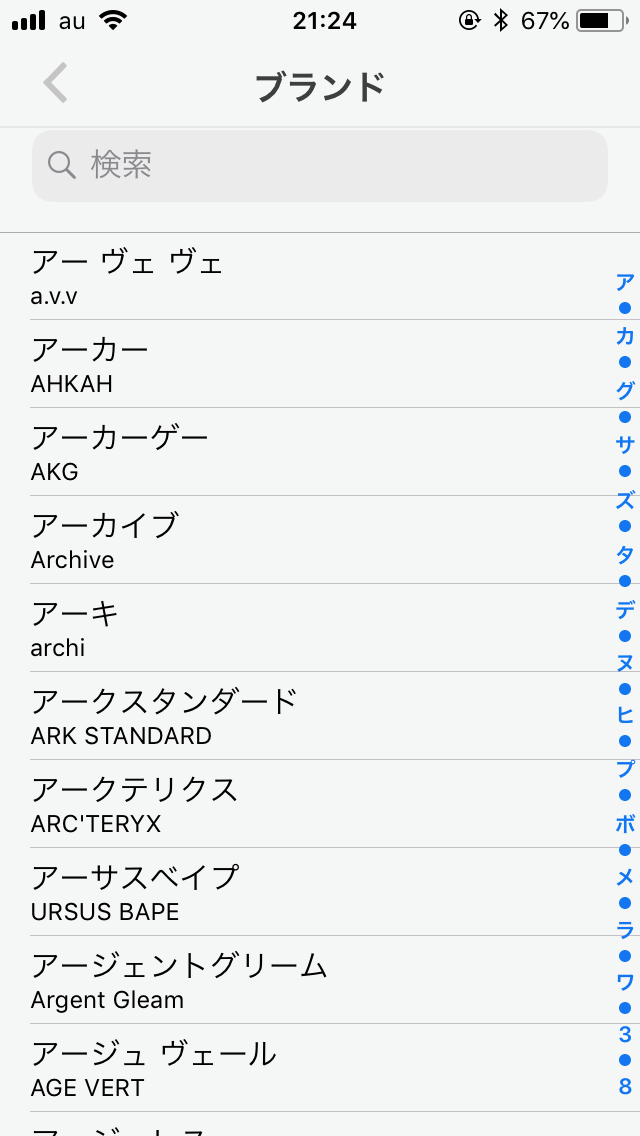 au 21:24 67%
ブランド
検索
アー ヴェ ヴェ
a.v.v
アーカー
AHKAH
アーカーゲー
AKG
アーカイブ
Archive
アーキ
archi
アークスタンダード
ARK STANDARD
アークテリクス
ARC'TERYX
アーサスベイプ
URSUS BAPE
アージェントグリーム
Argent Gleam
アージュ ヴェール
AGE VERT
ア
カ
グ
サ
ズ
タ
デ
ヌ
ヒ
プ
ボ
メ
ラ
ワ
3
8